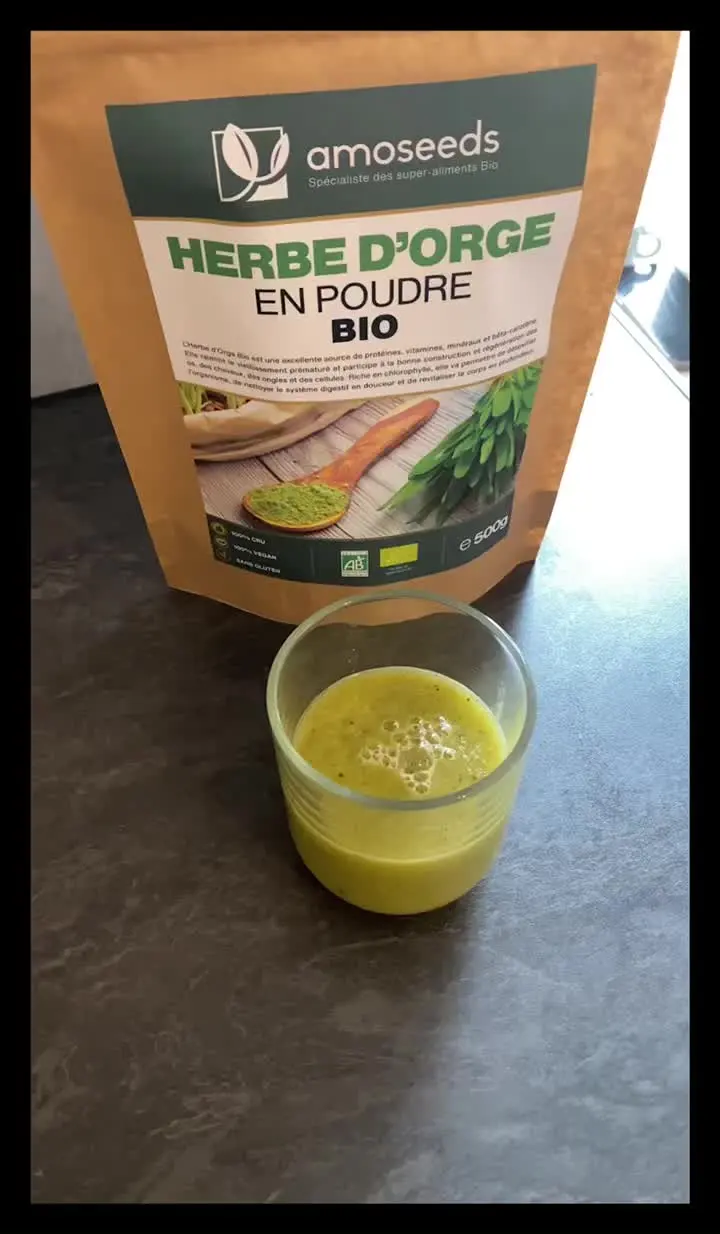 amoseeds
Spécialiste des super-aliments Bio
HERBE D'ORGE
EN POUDRE
BIO
L'Herbe d'Orge Bio est une excellente source de protéines, vitamines, minéraux et bêta-carotène.
Elle ralentit le vieillissement prématuré et participe à la bonne construction et régénération des
os, des cheveux, des ongles et des cellules. Riche en chlorophylle, elle va permettre de détoxifier
l'organisme, de nettoyer le système digestif en douceur et de revitaliser le corps en profondeur.
100% CRU
100% VEGAN
SANS GLUTEN
AB
e 500g